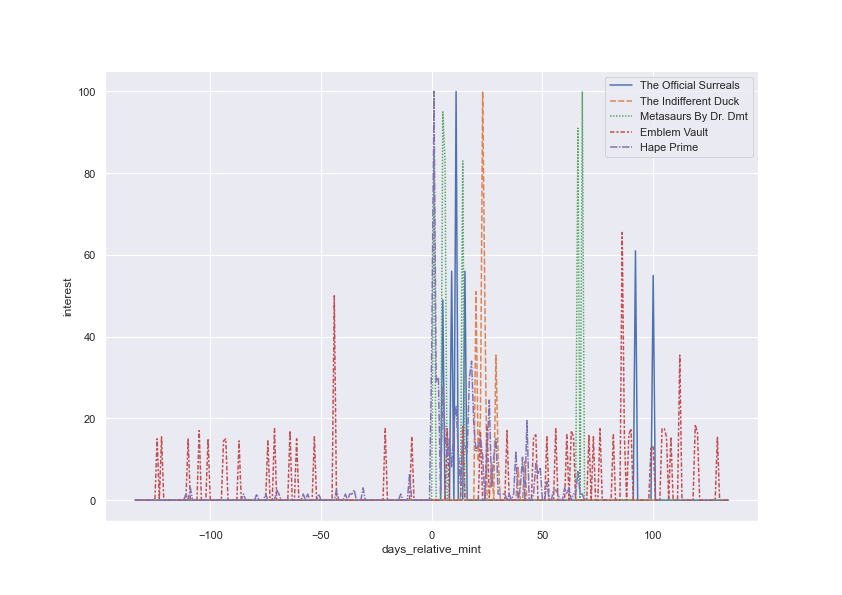 The Official Surreals
The Indifferent Duck
Metasaurs By Dr. Dmt
Emblem Vault
Hape Prime
100
80
60
40
20
0
interest
−100
−50
0
50
100
days_relative_mint